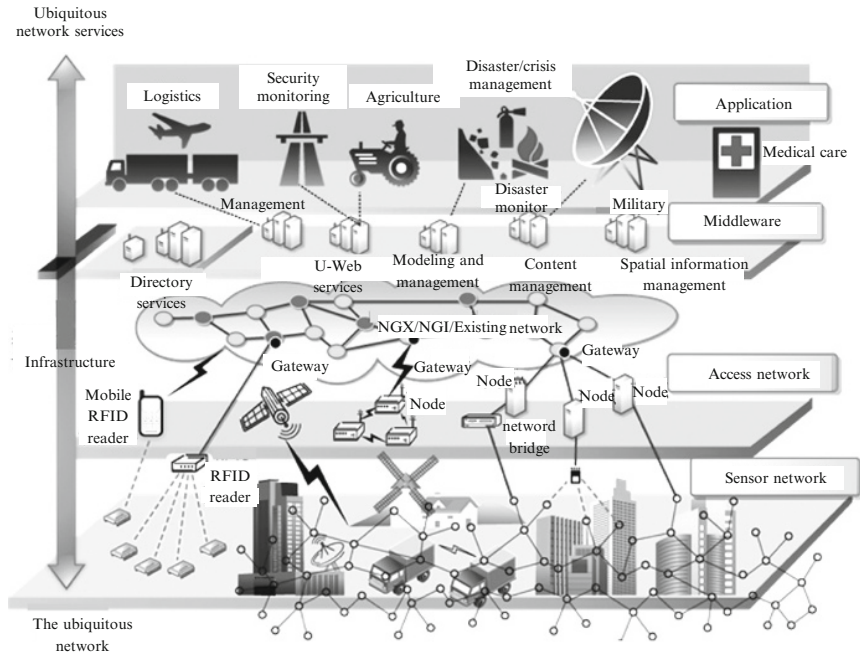 Ubiquitous
network services
Logistics
Security
monitoring
Agriculture
Disaster/crisis
management
Application
Medical care
Management
Disaster
monitor
Military
Middleware
Directory
services
U-Web
services
Modeling and
management
Content
management
Spatial information
management
NGX/NGI/Existing network
Infrastructure
Gateway
Gateway
Gateway
Access network
Mobile
RFID
reader
Node
Node
Node
Node
netword
bridge
RFID
reader
Sensor network
The ubiquitous
network